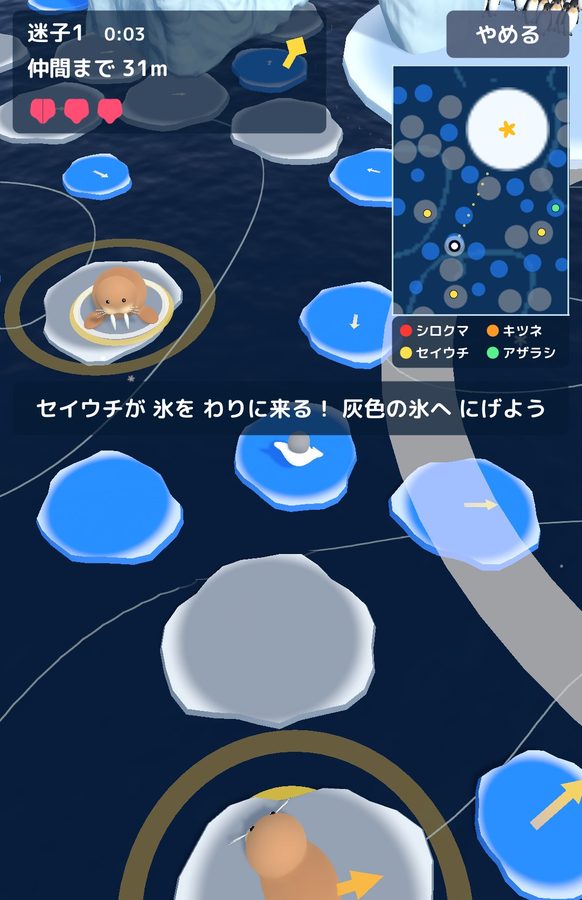 迷子1 0:03
仲間まで 31m
やめる
シロクマ キツネ
セイウチ アザラシ
セイウチが 氷を わりに来る！ 灰色の氷へ にげよう